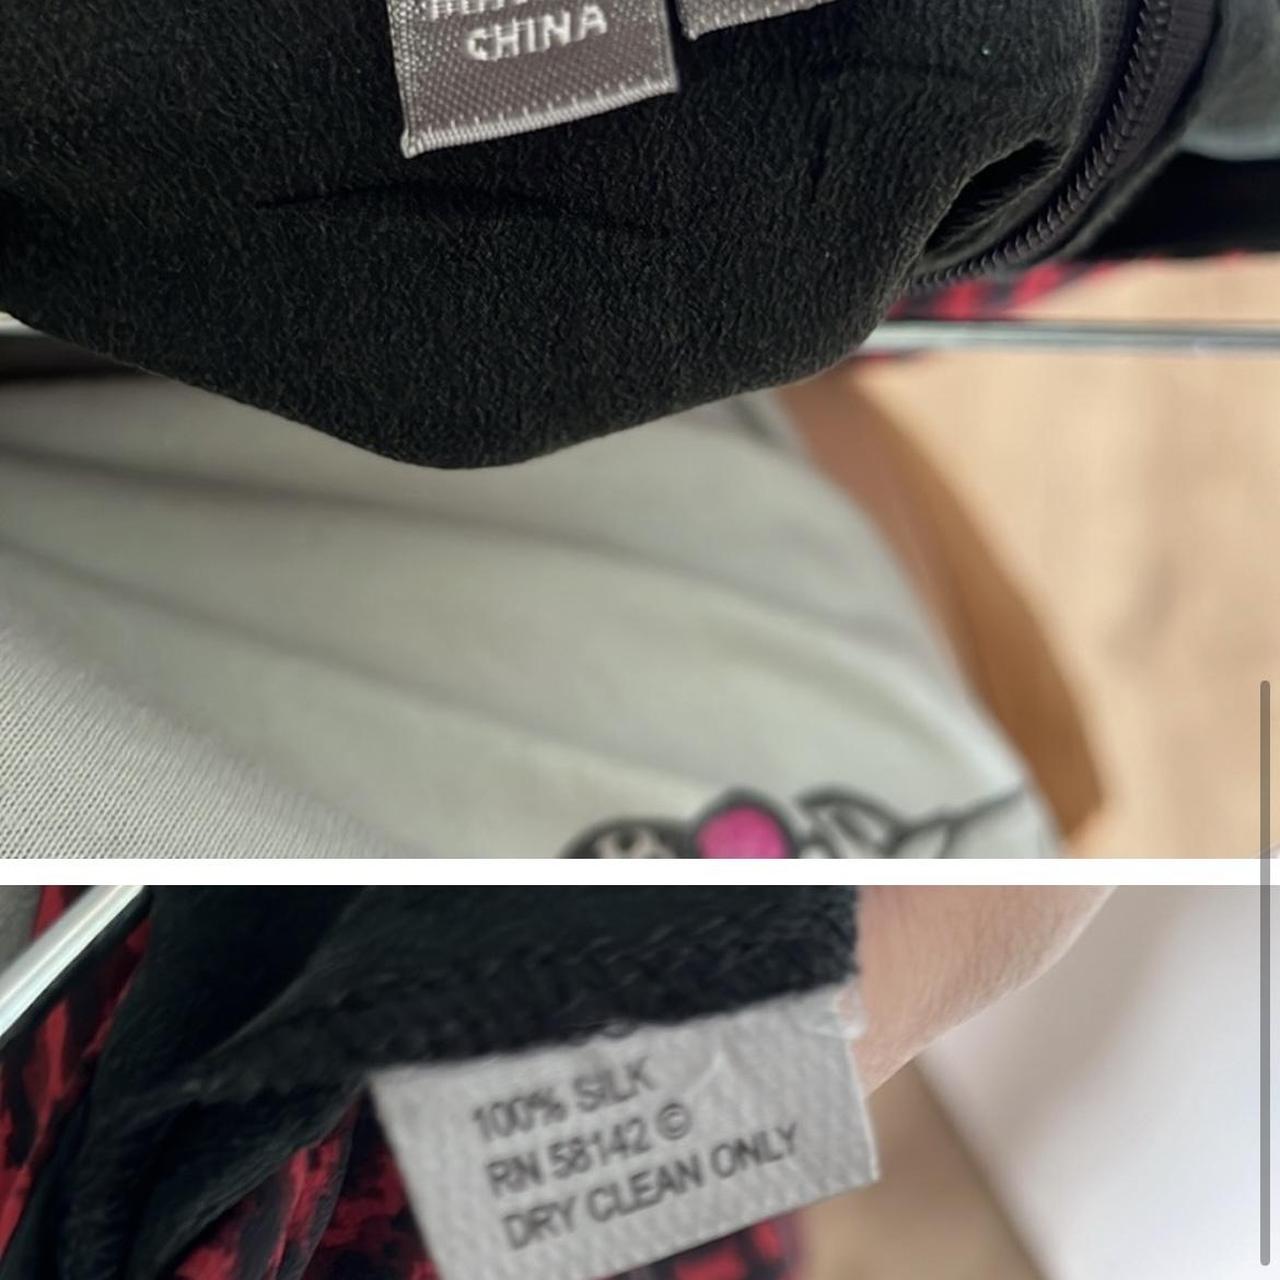 CHINA
100% SILK
RN 58142 ©
DRY CLEAN ONLY